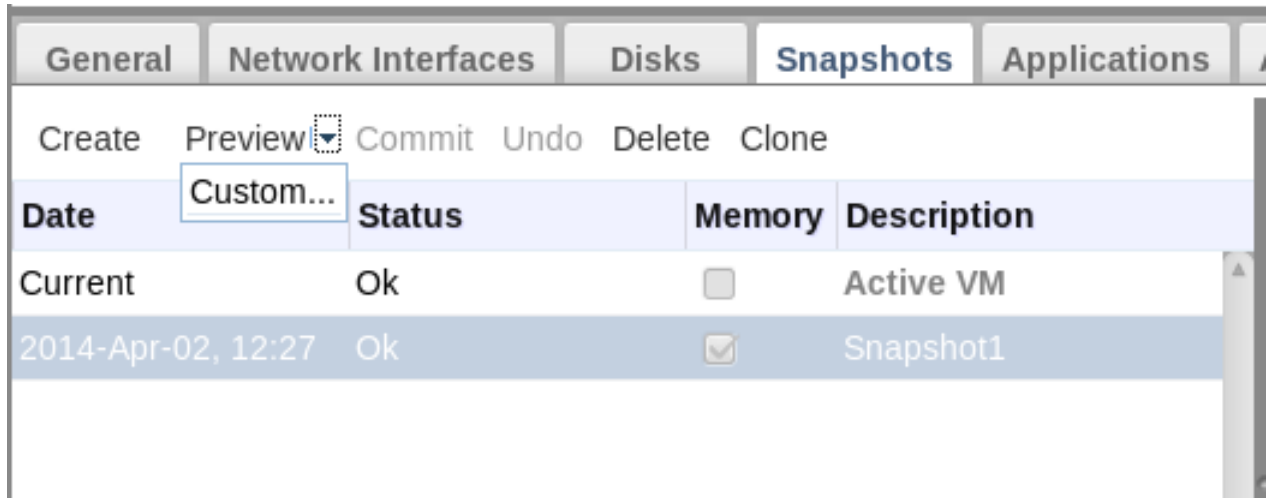 General Network Interfaces Disks Snapshots Applications
Create Preview Commit Undo Delete Clone
Custom...
Date Status Memory Description
Current Ok Active VM
2014-Apr-02, 12:27 Ok Snapshot1